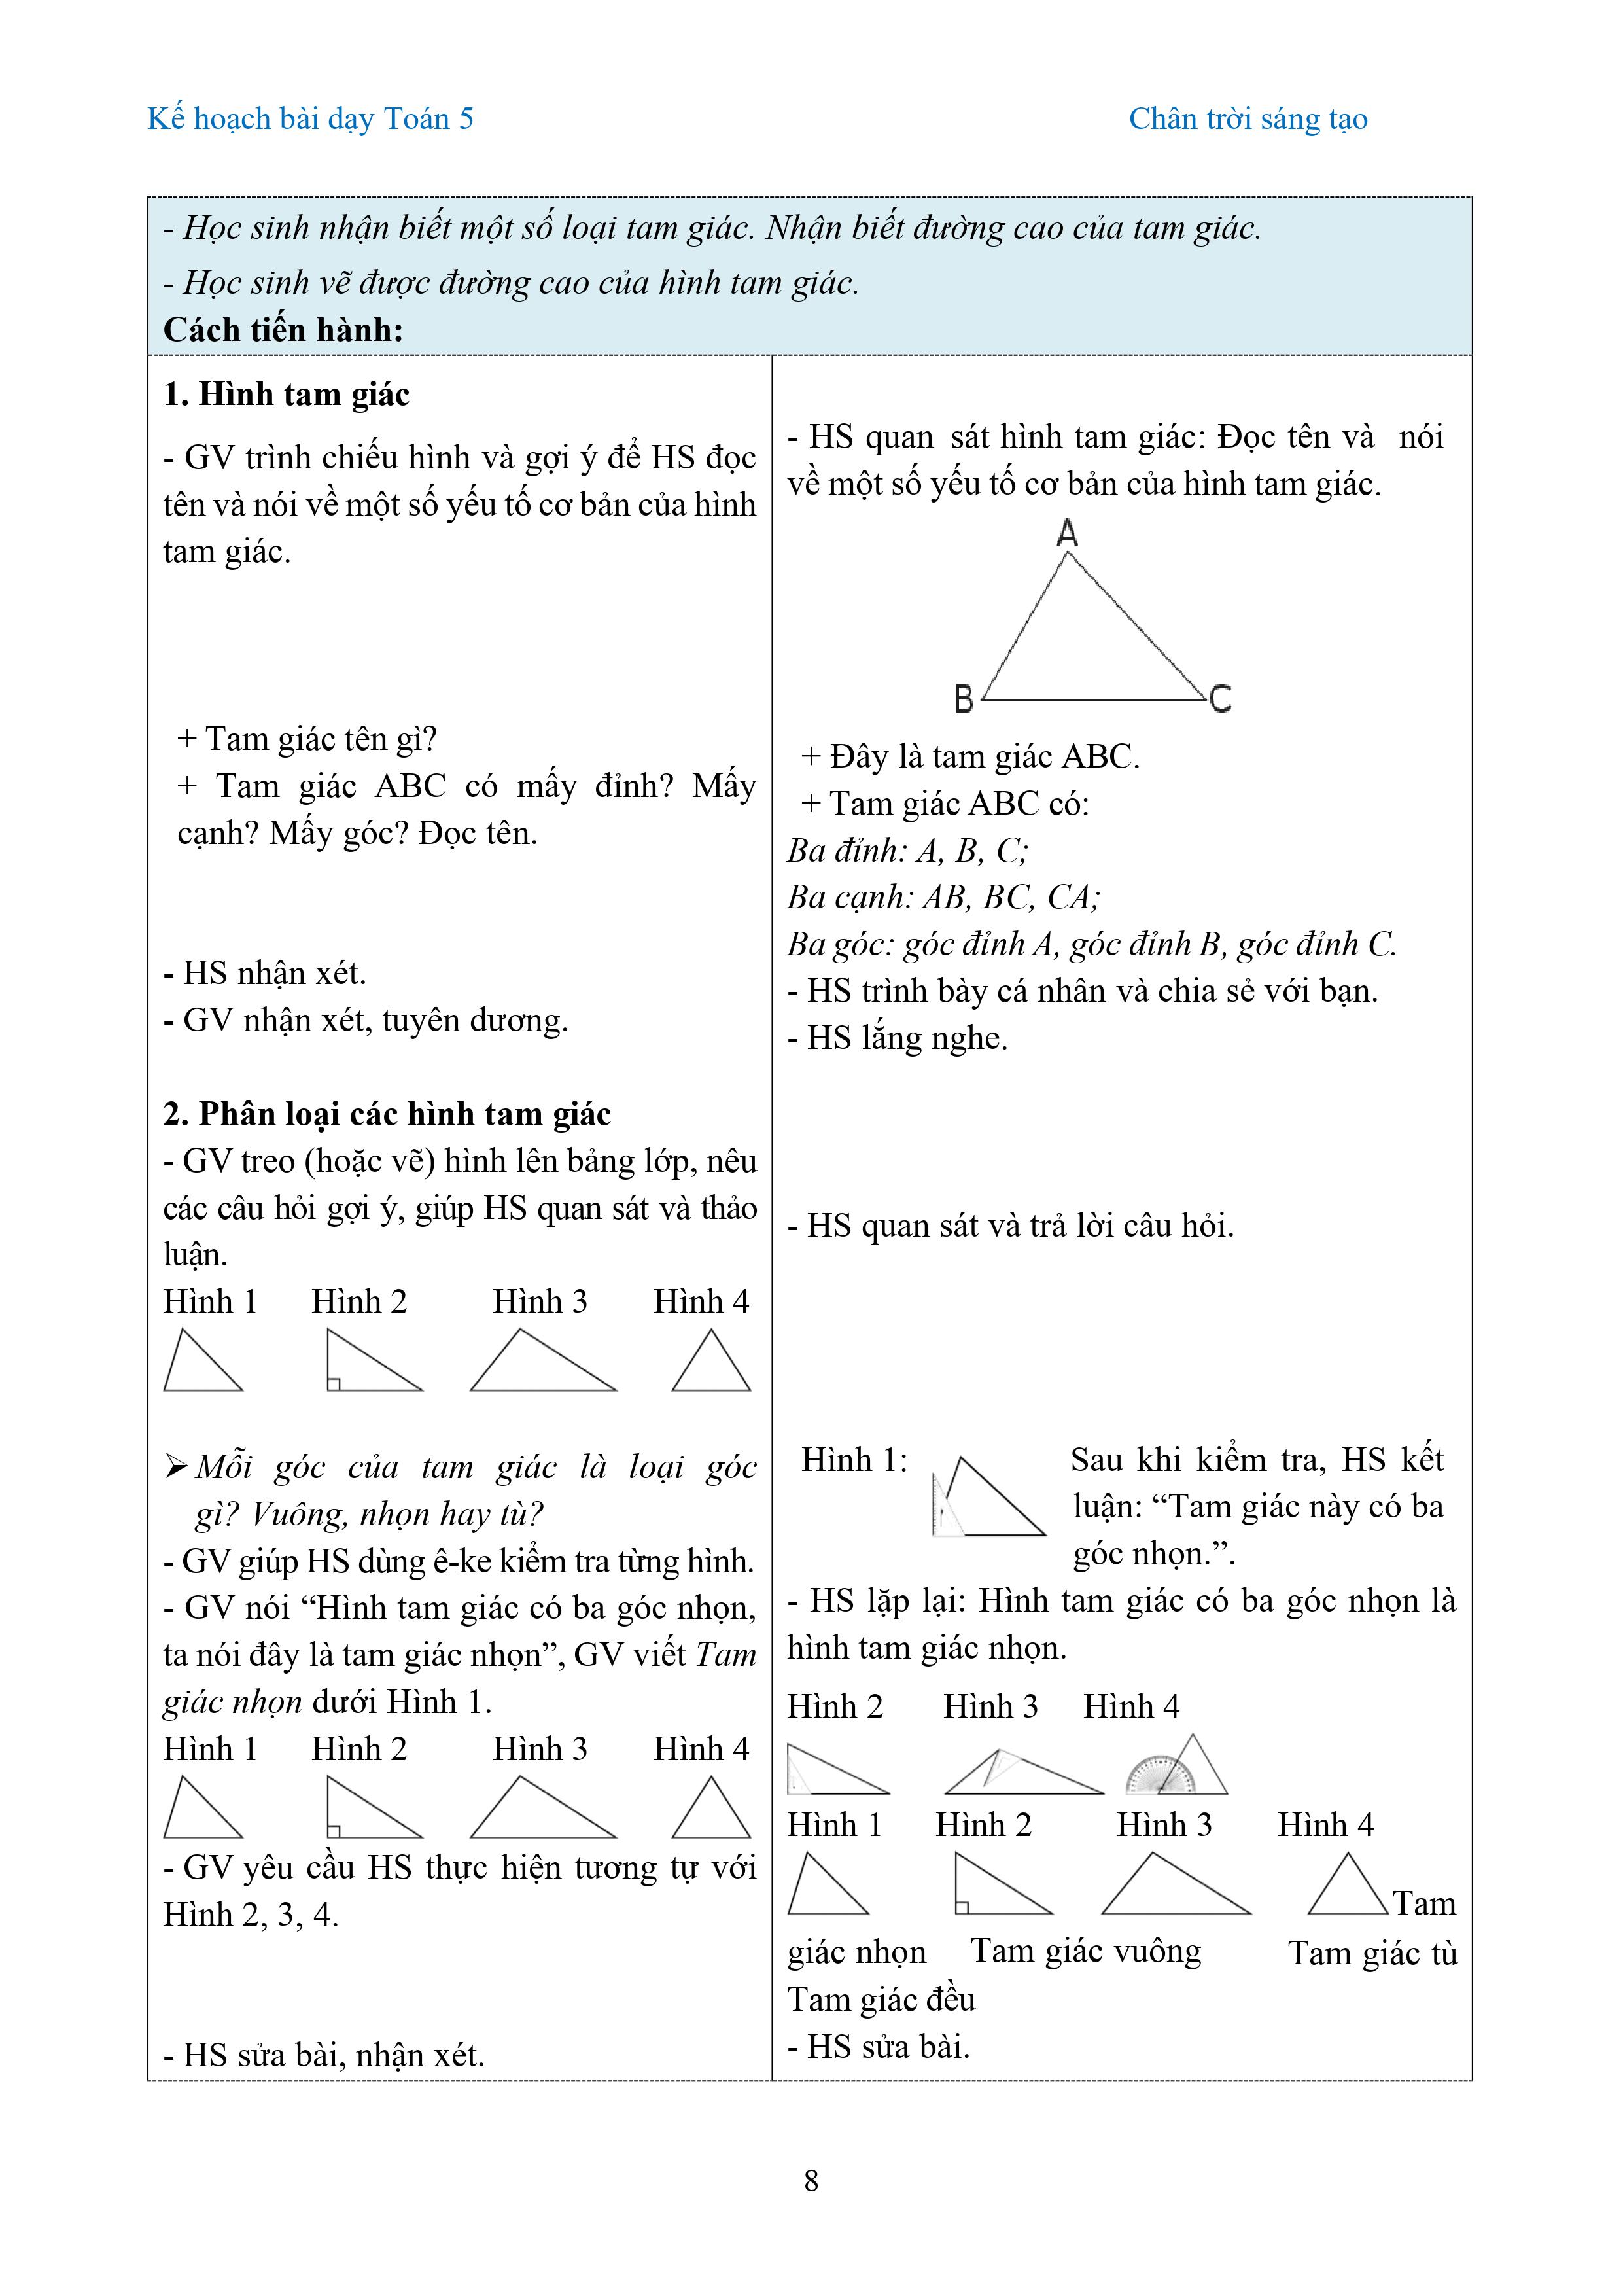 Kế hoạch bài dạy Toán 5 Chân trời sáng tạo
- Học sinh nhận biết một số loại tam giác. Nhận biết đường cao của tam giác.
- Học sinh vẽ được đường cao của hình tam giác.
Cách tiến hành:
1. Hình tam giác
- GV trình chiếu hình và gợi ý để HS đọc
tên và nói về một số yếu tố cơ bản của hình
tam giác.
+ Tam giác tên gì?
+ Tam giác ABC có mấy đỉnh? Mấy
cạnh? Mấy góc? Đọc tên.
- HS nhận xét.
- GV nhận xét, tuyên dương.
2. Phân loại các hình tam giác
- GV treo (hoặc vẽ) hình lên bảng lớp, nêu
các câu hỏi gợi ý, giúp HS quan sát và thảo
luận.
Hình 1 Hình 2 Hình 3 Hình 4
➢ Mỗi góc của tam giác là loại góc
gì? Vuông, nhọn hay tù?
- GV giúp HS dùng ê-ke kiểm tra từng hình.
- GV nói “Hình tam giác có ba góc nhọn,
ta nói đây là tam giác nhọn”, GV viết Tam
giác nhọn dưới Hình 1.
Hình 1 Hình 2 Hình 3 Hình 4
- GV yêu cầu HS thực hiện tương tự với
Hình 2, 3, 4.
- HS sửa bài, nhận xét.
- HS quan sát hình tam giác: Đọc tên và nói
về một số yếu tố cơ bản của hình tam giác.
A
B C
+ Đây là tam giác ABC.
+ Tam giác ABC có:
Ba đỉnh: A, B, C;
Ba cạnh: AB, BC, CA;
Ba góc: góc đỉnh A, góc đỉnh B, góc đỉnh C.
- HS trình bày cá nhân và chia sẻ với bạn.
- HS lắng nghe.
- HS quan sát và trả lời câu hỏi.
Hình 1: Sau khi kiểm tra, HS kết
luận: “Tam giác này có ba
góc nhọn.”.
- HS lặp lại: Hình tam giác có ba góc nhọn là
hình tam giác nhọn.
Hình 2 Hình 3 Hình 4
Hình 1 Hình 2 Hình 3 Hình 4
Tam
giác nhọn Tam giác vuông Tam giác tù
Tam giác đều
- HS sửa bài.
8